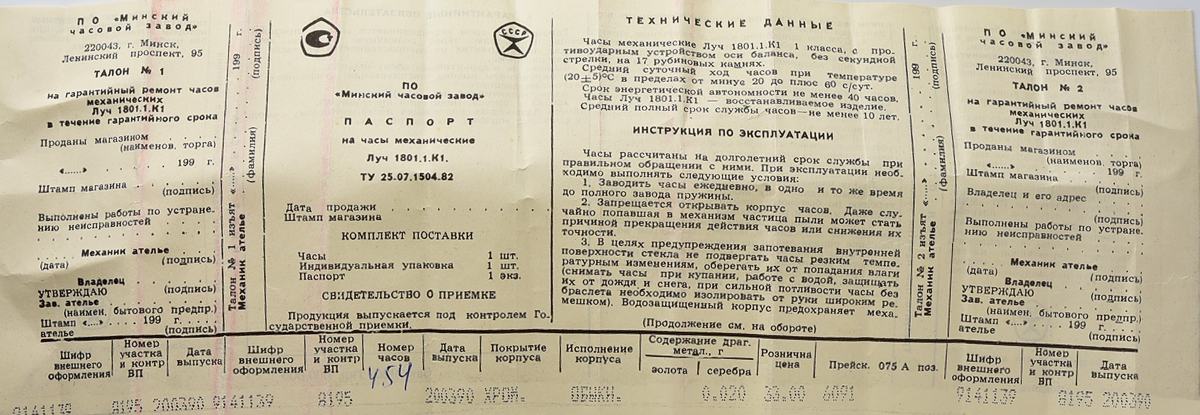 ПО «Минский
часовой завод»
220043, г. Минск,
Ленинский проспект, 95
ТАЛОН № 1
на гарантийный ремонт часов
механических
Луч 1801.1.К1
в течение гарантийного срока
Проданы магазином
(наименов. торга)
«......» 199 г.
Штамп магазина
(подпись)
Выполнены работы по устране-
нию неисправностей
Механик ателье
(дата) (подпись)
Владелец
УТВЕРЖДАЮ (подпись)
Зав. ателье
(наимен. бытового предпр.)
Штамп «....» 199 г.
ателье (подпись)
Талон № 1 изъят «....» 199 г.
Механик ателье (фамилия) (подпись)
СССР
ПО
«Минский часовой завод»
ПАСПОРТ
на часы механические
Луч 1801.1.К1.
ТУ 25.07.1504.82
Дата продажи
Штамп магазина
КОМПЛЕКТ ПОСТАВКИ
Часы 1 шт.
Индивидуальная упаковка 1 шт.
Паспорт 1 экз.
СВИДЕТЕЛЬСТВО О ПРИЕМКЕ
Продукция выпускается под контролем Го-
сударственной приемки.
ТЕХНИЧЕСКИЕ ДАННЫЕ
Часы механические Луч 1801.1.К1 1 класса, с про-
тивоударным устройством оси баланса, без секундной
стрелки, на 17 рубиновых камнях.
Средний суточный ход часов при температуре
(20±5)°С в пределах от минус 20 до плюс 60 с/сут.
Срок энергетической автономности не менее 40 часов.
Часы Луч 1801.1.К1 — восстанавливаемое изделие.
Средний полный срок службы часов—не менее 10 лет.
ИНСТРУКЦИЯ ПО ЭКСПЛУАТАЦИИ
Часы рассчитаны на долголетний срок службы при
правильном обращении с ними. При эксплуатации необ-
ходимо выполнять следующие условия:
1. Заводить часы ежедневно, в одно и то же время
до полного завода пружины.
2. Запрещается открывать корпус часов. Даже слу-
чайно попавшая в механизм частица пыли может стать
причиной прекращения действия часов или снижения их
точности.
3. В целях предупреждения запотевания внутренней
поверхности стекла не подвергать часы резким темпе-
ратурным изменениям, оберегать их от попадания влаги
(снимать часы при купании, работе с водой, защищать
их от дождя и снега, при сильной потливости часы без
браслета необходимо изолировать от руки широким ре-
мешком). Водозащищенный корпус предохраняет меха-
(Продолжение см. на обороте)
Талон № 2 изъят «....» 199 г.
Механик ателье (фамилия) (подпись)
ПО «Минский
часовой завод»
220043, г. Минск,
Ленинский проспект, 95
ТАЛОН № 2
на гарантийный ремонт часов
механических
Луч 1801.1.К1
в течение гарантийного срока
Проданы магазином
(наименов. торга)
«......» 199 г.
Штамп магазина
(подпись)
Владелец и его адрес
(подпись)
Выполнены работы по устране-
нию неисправностей
Механик ателье
(дата) (подпись)
Владелец
УТВЕРЖДАЮ (подпись)
Зав. ателье
(наимен. бытового предпр.)
Штамп «....» 199 г.
ателье (подпись)
Шифр внешнего оформления
Номер участка и контр ВП
Дата выпуска
Шифр внешнего оформления
Номер участка и контр ВП
Номер часов
Дата выпуска
Покрытие корпуса
Исполнение корпуса
Содержание драг. метал., г
золота серебра
Розничная цена
Прейск. 075 А поз.
Шифр внешнего оформления
Номер участка и контр ВП
Дата выпуска
454
9141139 8195 200390 9141139 8195 200390 ХРОМ. ОБЫКН. 0.020 33.00 6091 9141139 8195 200390